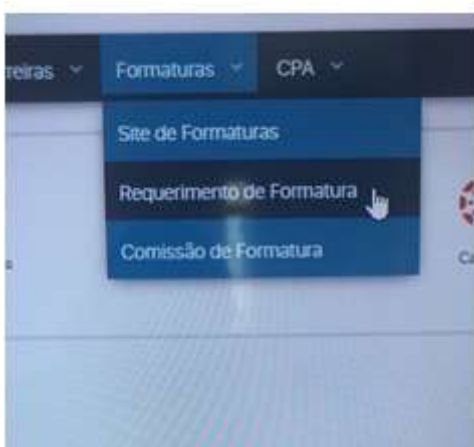 reiras Formaturas CPA
Site de Formaturas
Requerimento de Formatura
Comissão de Formatura